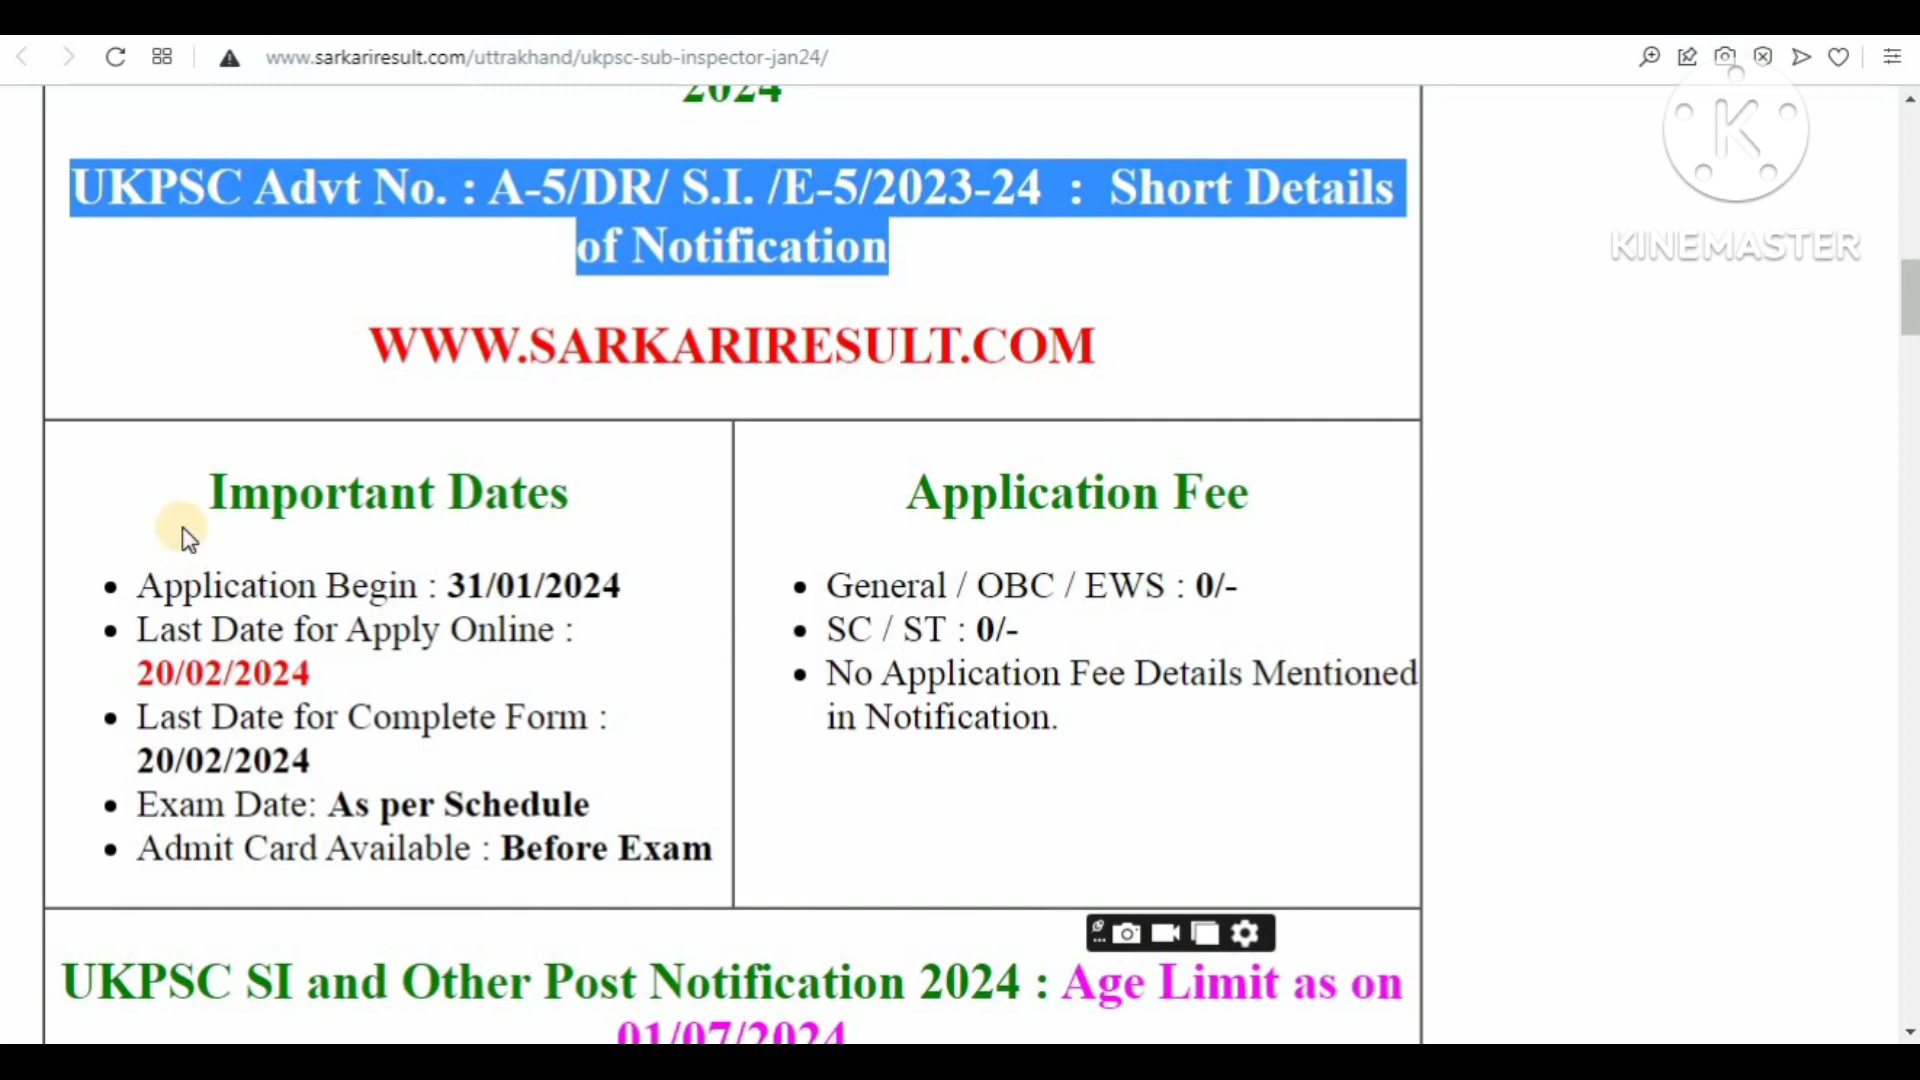 www.sarkariresult.com/uttrakhand/ukpsc-sub-inspector-jan24/
2024
UKPSC Advt No. : A-5/DR/ S.I. /E-5/2023-24 : Short Details
of Notification
WWW.SARKARIRESULT.COM
KINEMASTER
Important Dates
Application Begin : 31/01/2024
Last Date for Apply Online :
20/02/2024
Last Date for Complete Form :
20/02/2024
Exam Date: As per Schedule
Admit Card Available : Before Exam
Application Fee
General / OBC / EWS : 0/-
SC / ST : 0/-
No Application Fee Details Mentioned
in Notification.
UKPSC SI and Other Post Notification 2024 : Age Limit as on
01/07/2024